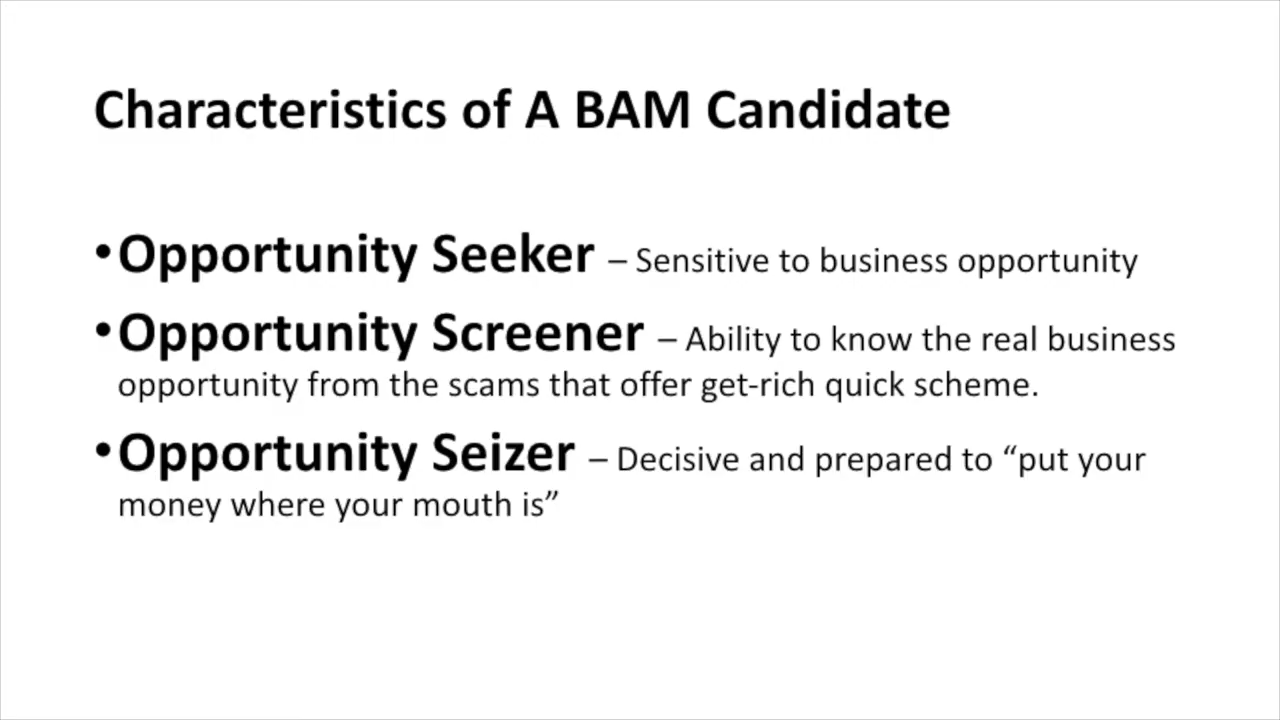 Characteristics of A BAM Candidate
•Opportunity Seeker – Sensitive to business opportunity
•Opportunity Screener – Ability to know the real business
opportunity from the scams that offer get-rich quick scheme.
•Opportunity Seizer – Decisive and prepared to “put your
money where your mouth is”